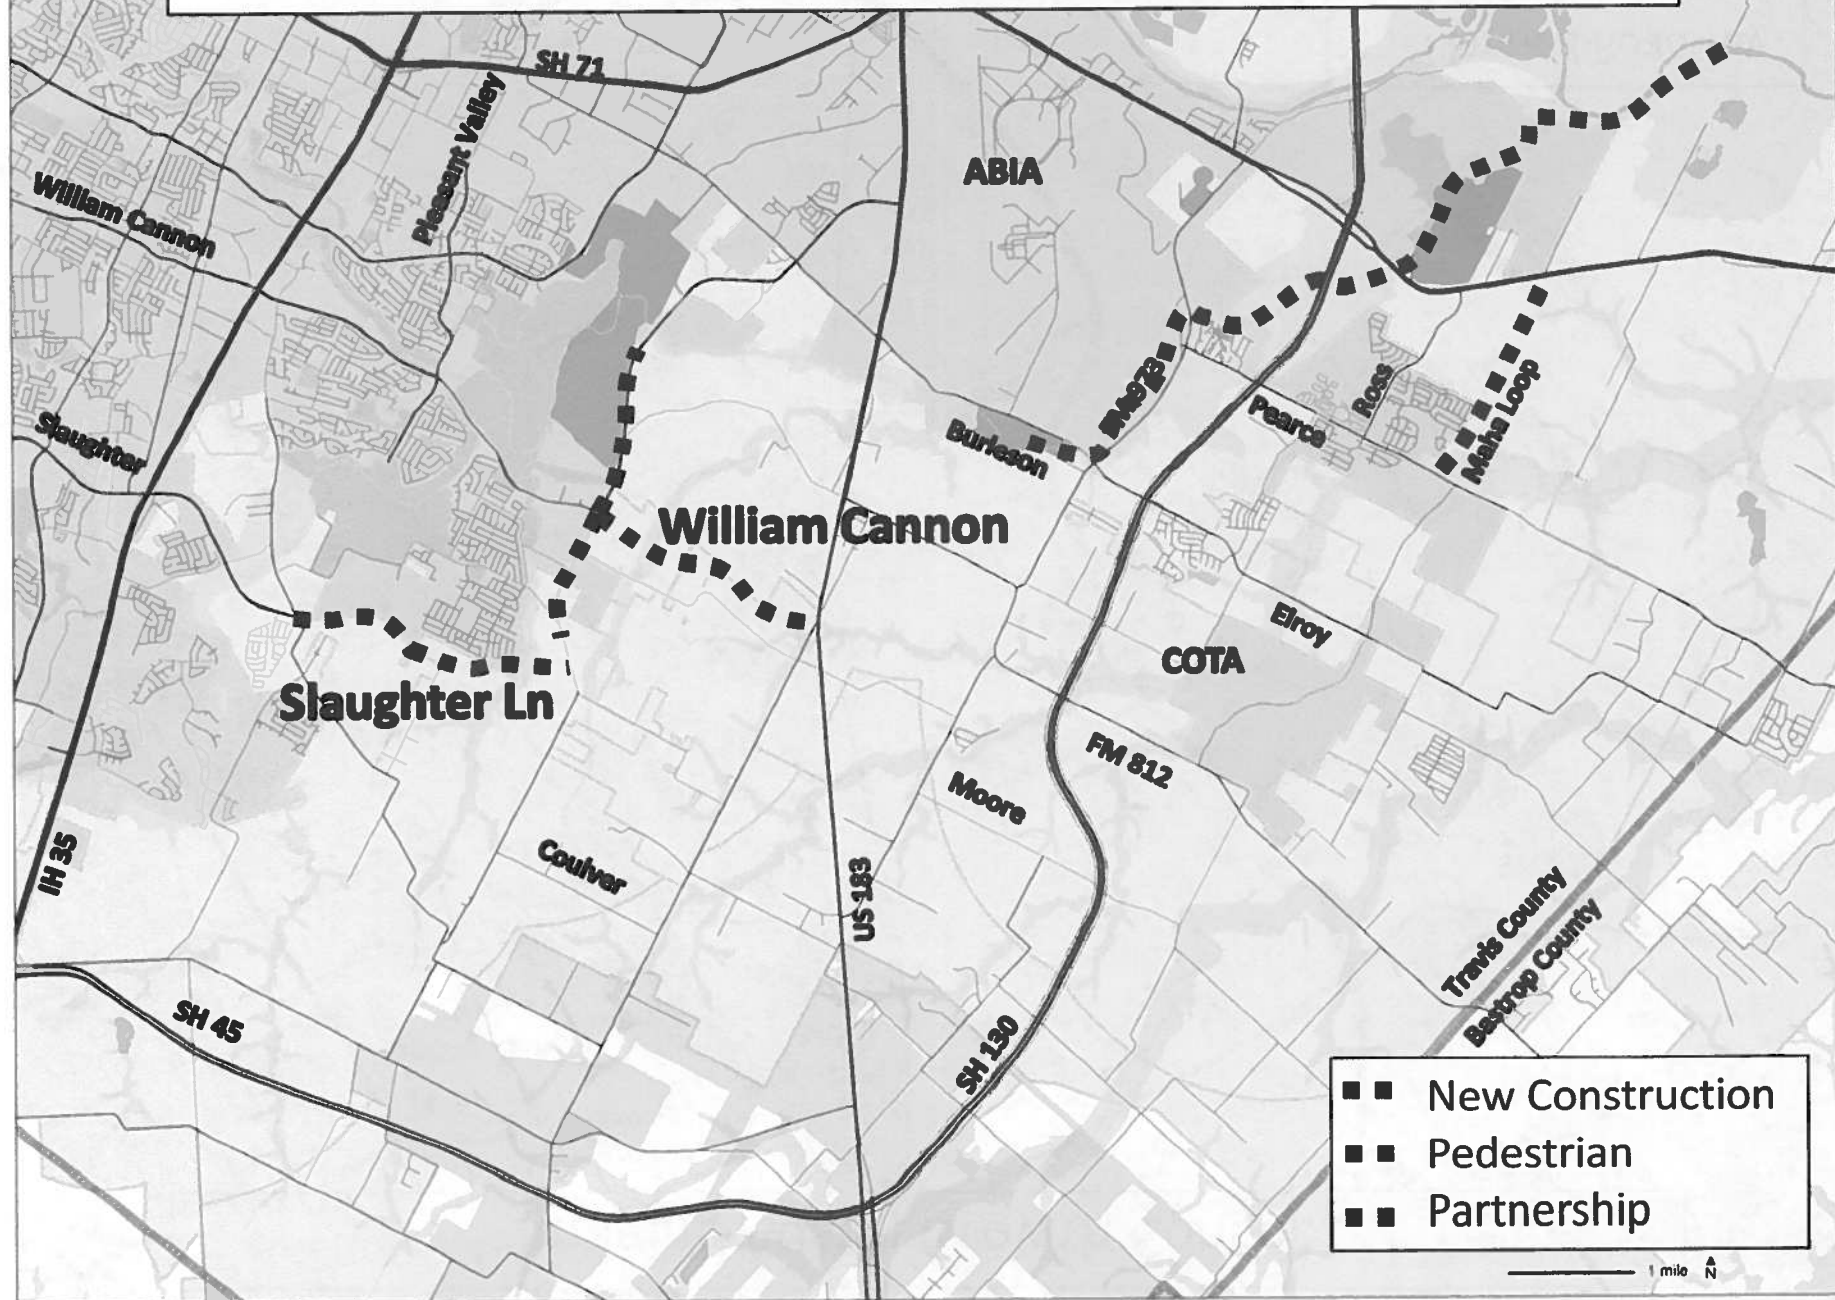 SH 71
Pleasant Valley
ABIA
William Cannon
Slaughter
FM 973
Ross
Pearce
Maha Loop
Burleson
William Cannon
Elroy
COTA
Slaughter Ln
FM 812
Moore
Coulver
IH 35
US 183
Travis County
Bastrop County
SH 45
SH 130
New Construction
Pedestrian
Partnership
1 mile N